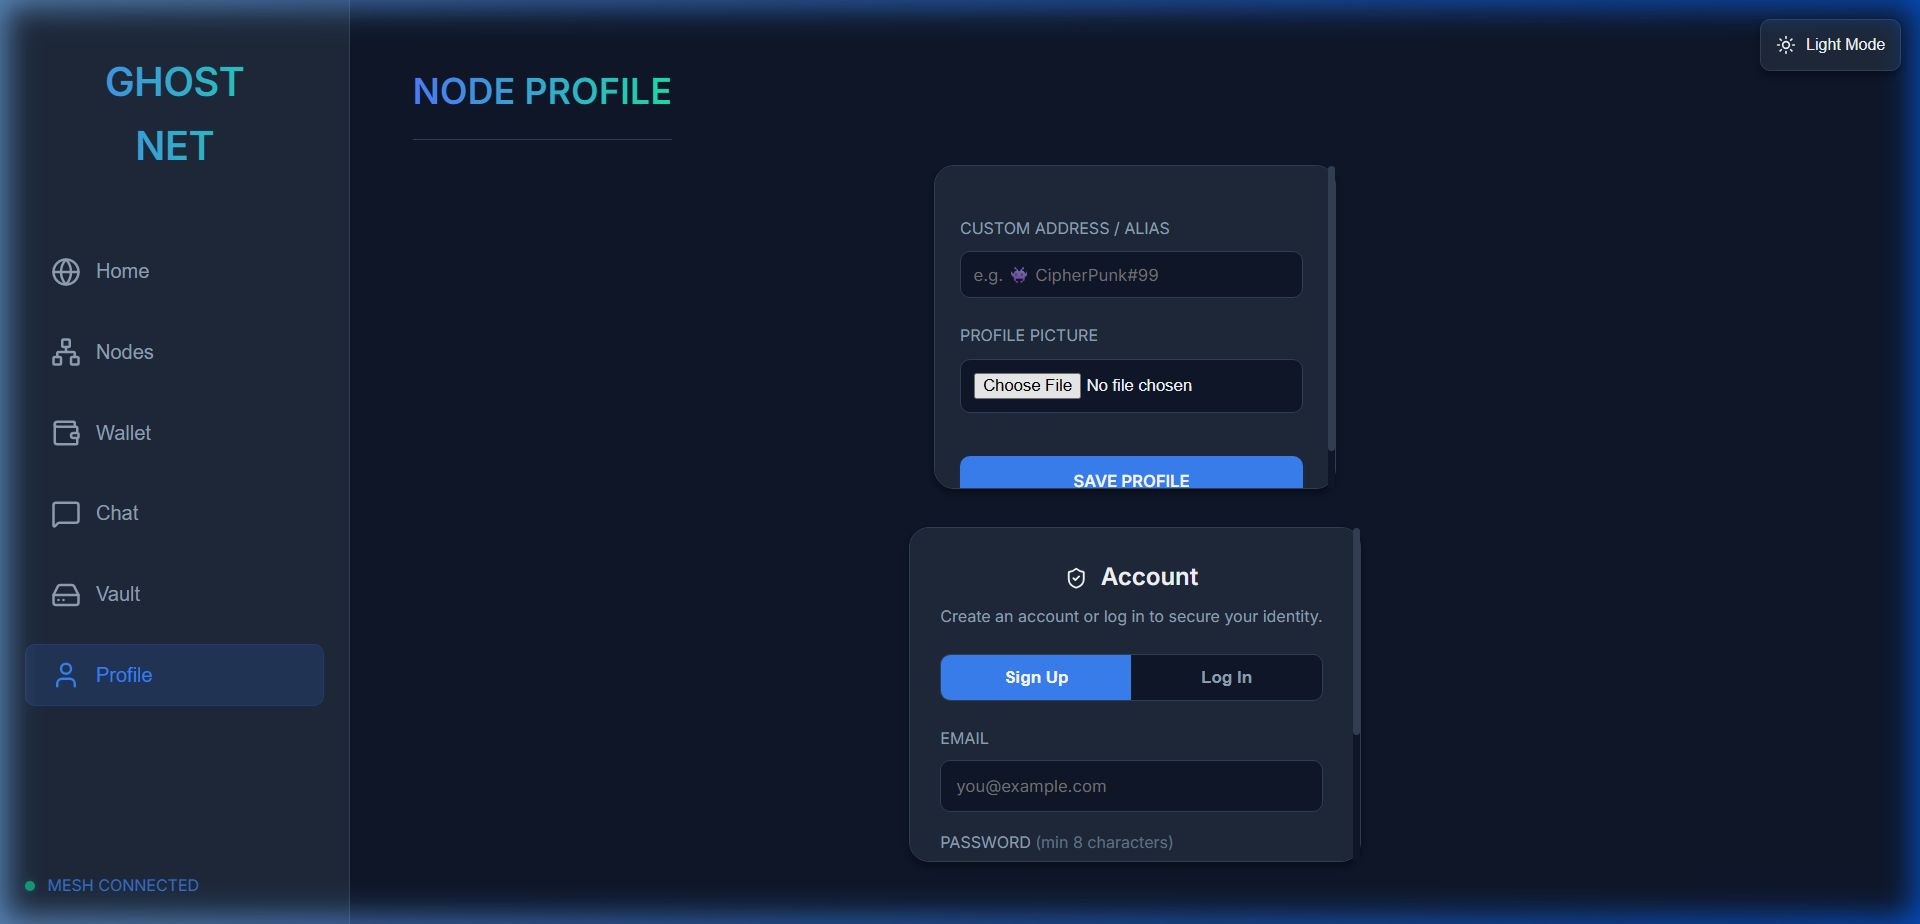 GHOST
NET
Home
Nodes
Wallet
Chat
Vault
Profile
MESH CONNECTED
Light Mode
NODE PROFILE
CUSTOM ADDRESS / ALIAS
e.g. 👾 CipherPunk#99
PROFILE PICTURE
Choose File No file chosen
SAVE PROFILE
Account
Create an account or log in to secure your identity.
Sign Up Log In
EMAIL
you@example.com
PASSWORD (min 8 characters)